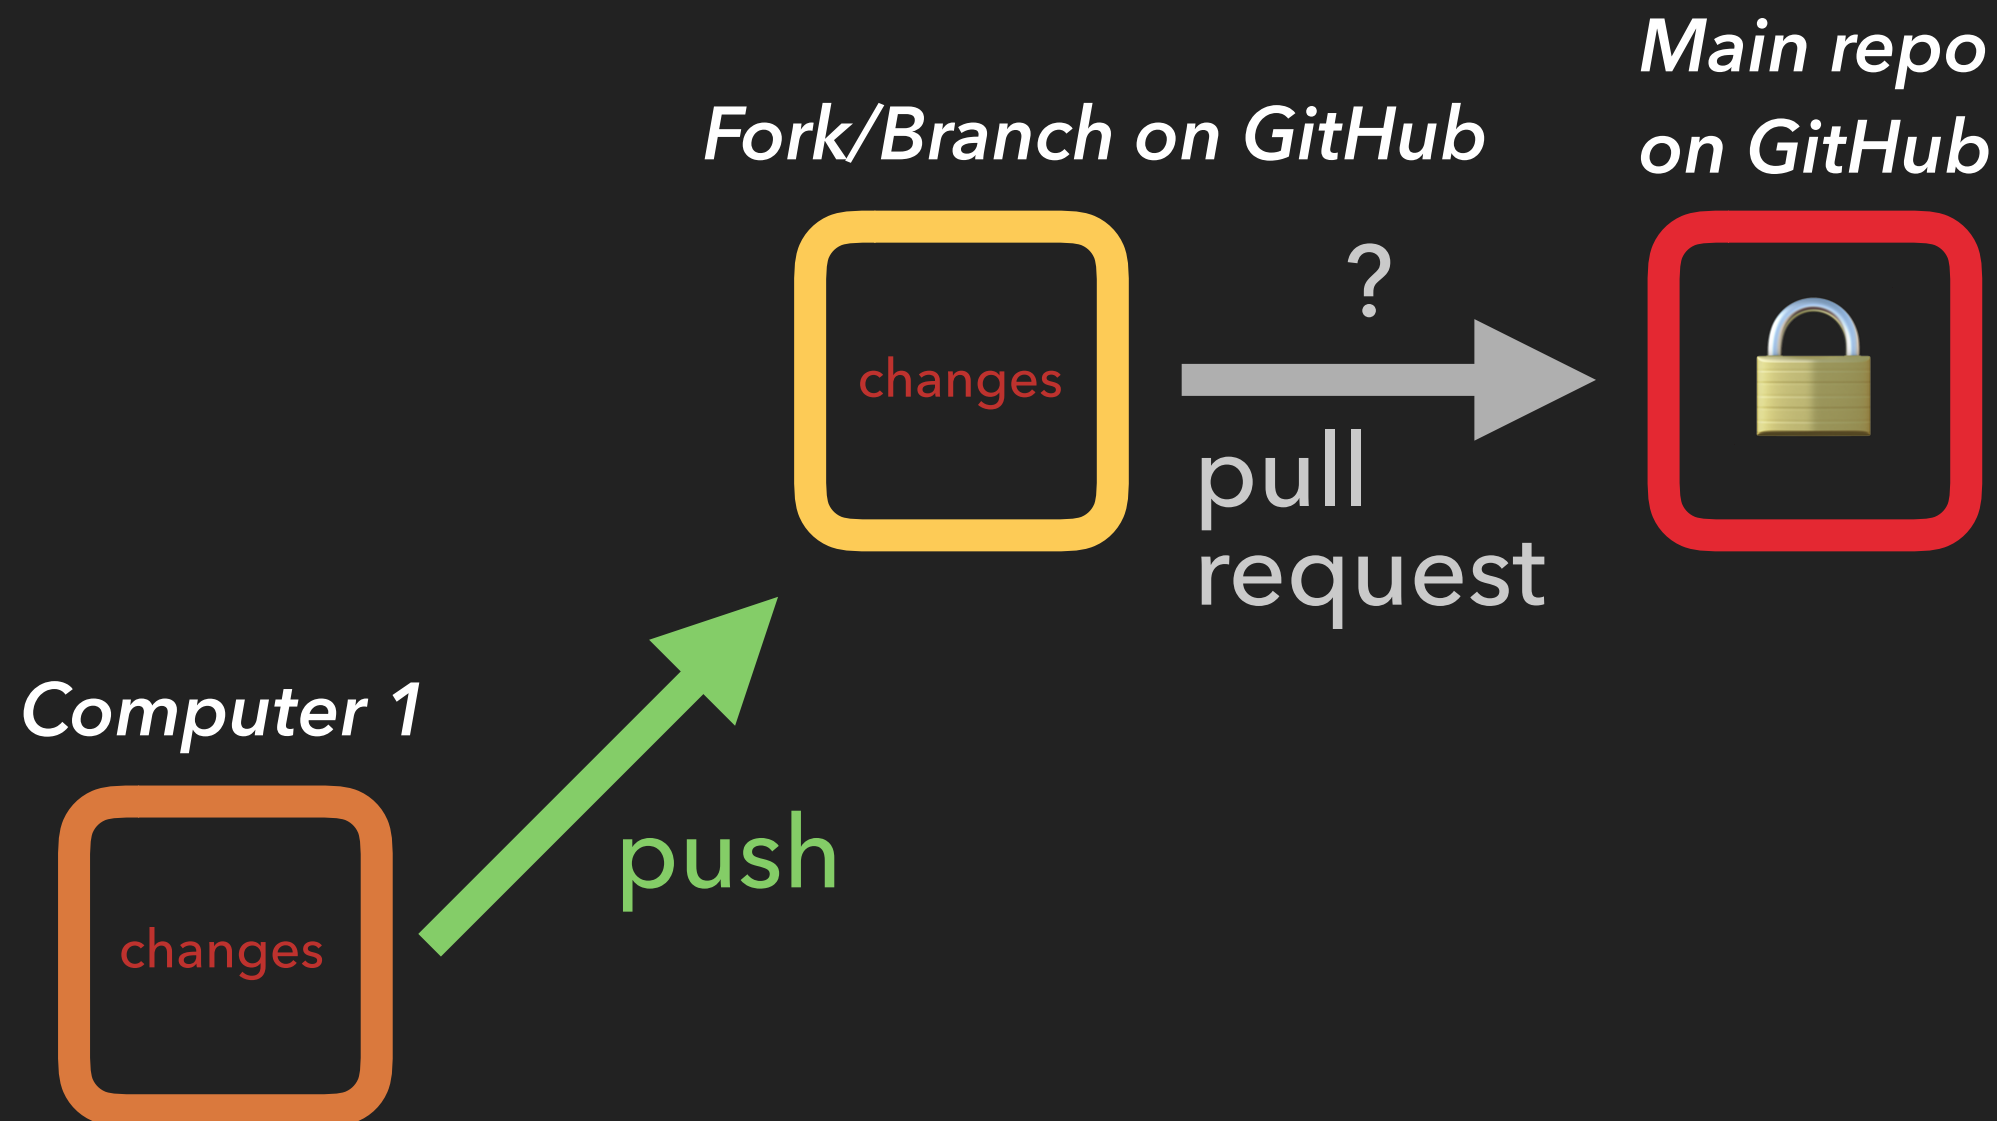 Main repo
on GitHub
Fork/Branch on GitHub
?
changes
pull
request
Computer 1
push
changes